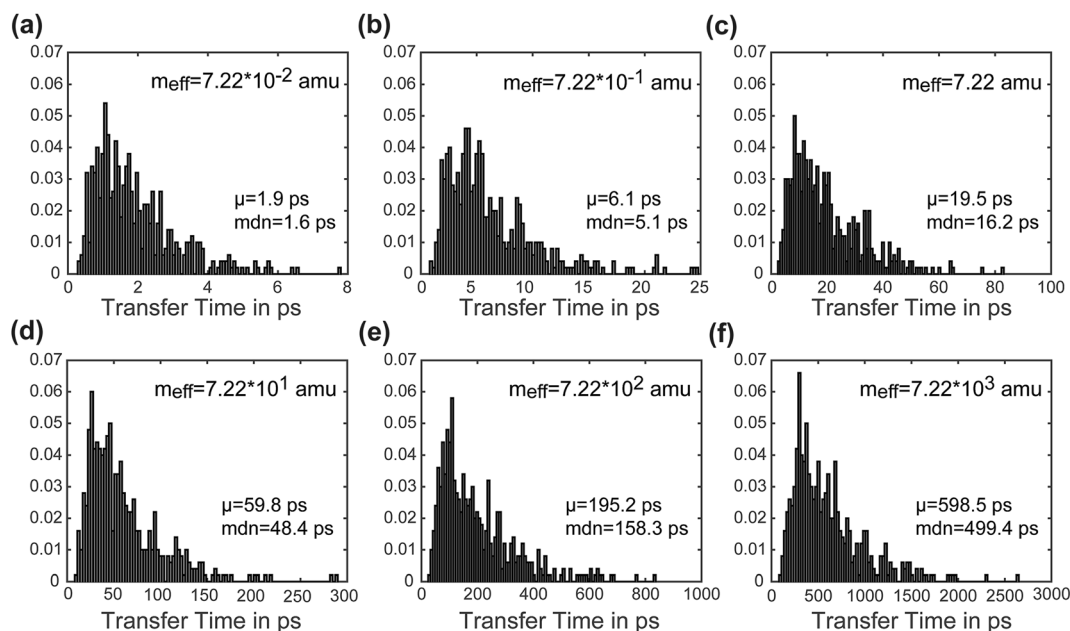 (a)
0.07
0.06
0.05
0.04
0.03
0.02
0.01
0
meff=7.22*10-2 amu
µ=1.9 ps
mdn=1.6 ps
0 2 4 6 8
Transfer Time in ps
(b)
0.07
0.06
0.05
0.04
0.03
0.02
0.01
0
meff=7.22*10-1 amu
µ=6.1 ps
mdn=5.1 ps
0 5 10 15 20 25
Transfer Time in ps
(c)
0.07
0.06
0.05
0.04
0.03
0.02
0.01
0
meff=7.22 amu
µ=19.5 ps
mdn=16.2 ps
0 20 40 60 80 100
Transfer Time in ps
(d)
0.07
0.06
0.05
0.04
0.03
0.02
0.01
0
meff=7.22*101 amu
µ=59.8 ps
mdn=48.4 ps
0 50 100 150 200 250 300
Transfer Time in ps
(e)
0.07
0.06
0.05
0.04
0.03
0.02
0.01
0
meff=7.22*102 amu
µ=195.2 ps
mdn=158.3 ps
0 200 400 600 800 1000
Transfer Time in ps
(f)
0.07
0.06
0.05
0.04
0.03
0.02
0.01
0
meff=7.22*103 amu
µ=598.5 ps
mdn=499.4 ps
0 500 1000 1500 2000 2500 3000
Transfer Time in ps